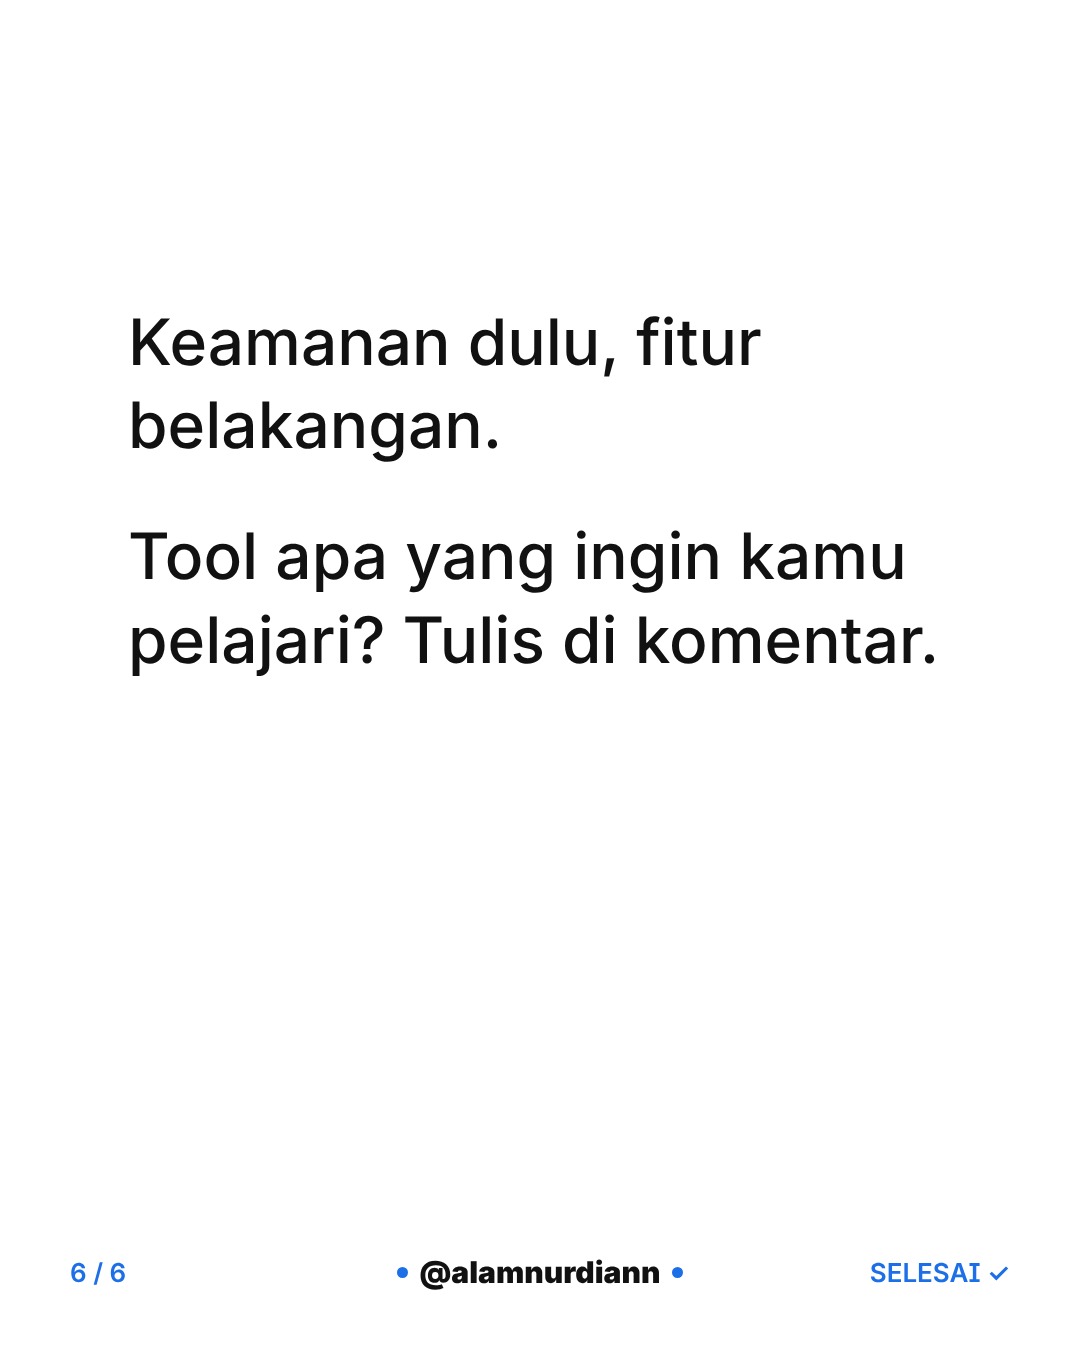 Keamanan dulu, fitur
belakangan.
Tool apa yang ingin kamu
pelajari? Tulis di komentar.
6 / 6
• @alamnurdiann •
SELESAI ✓